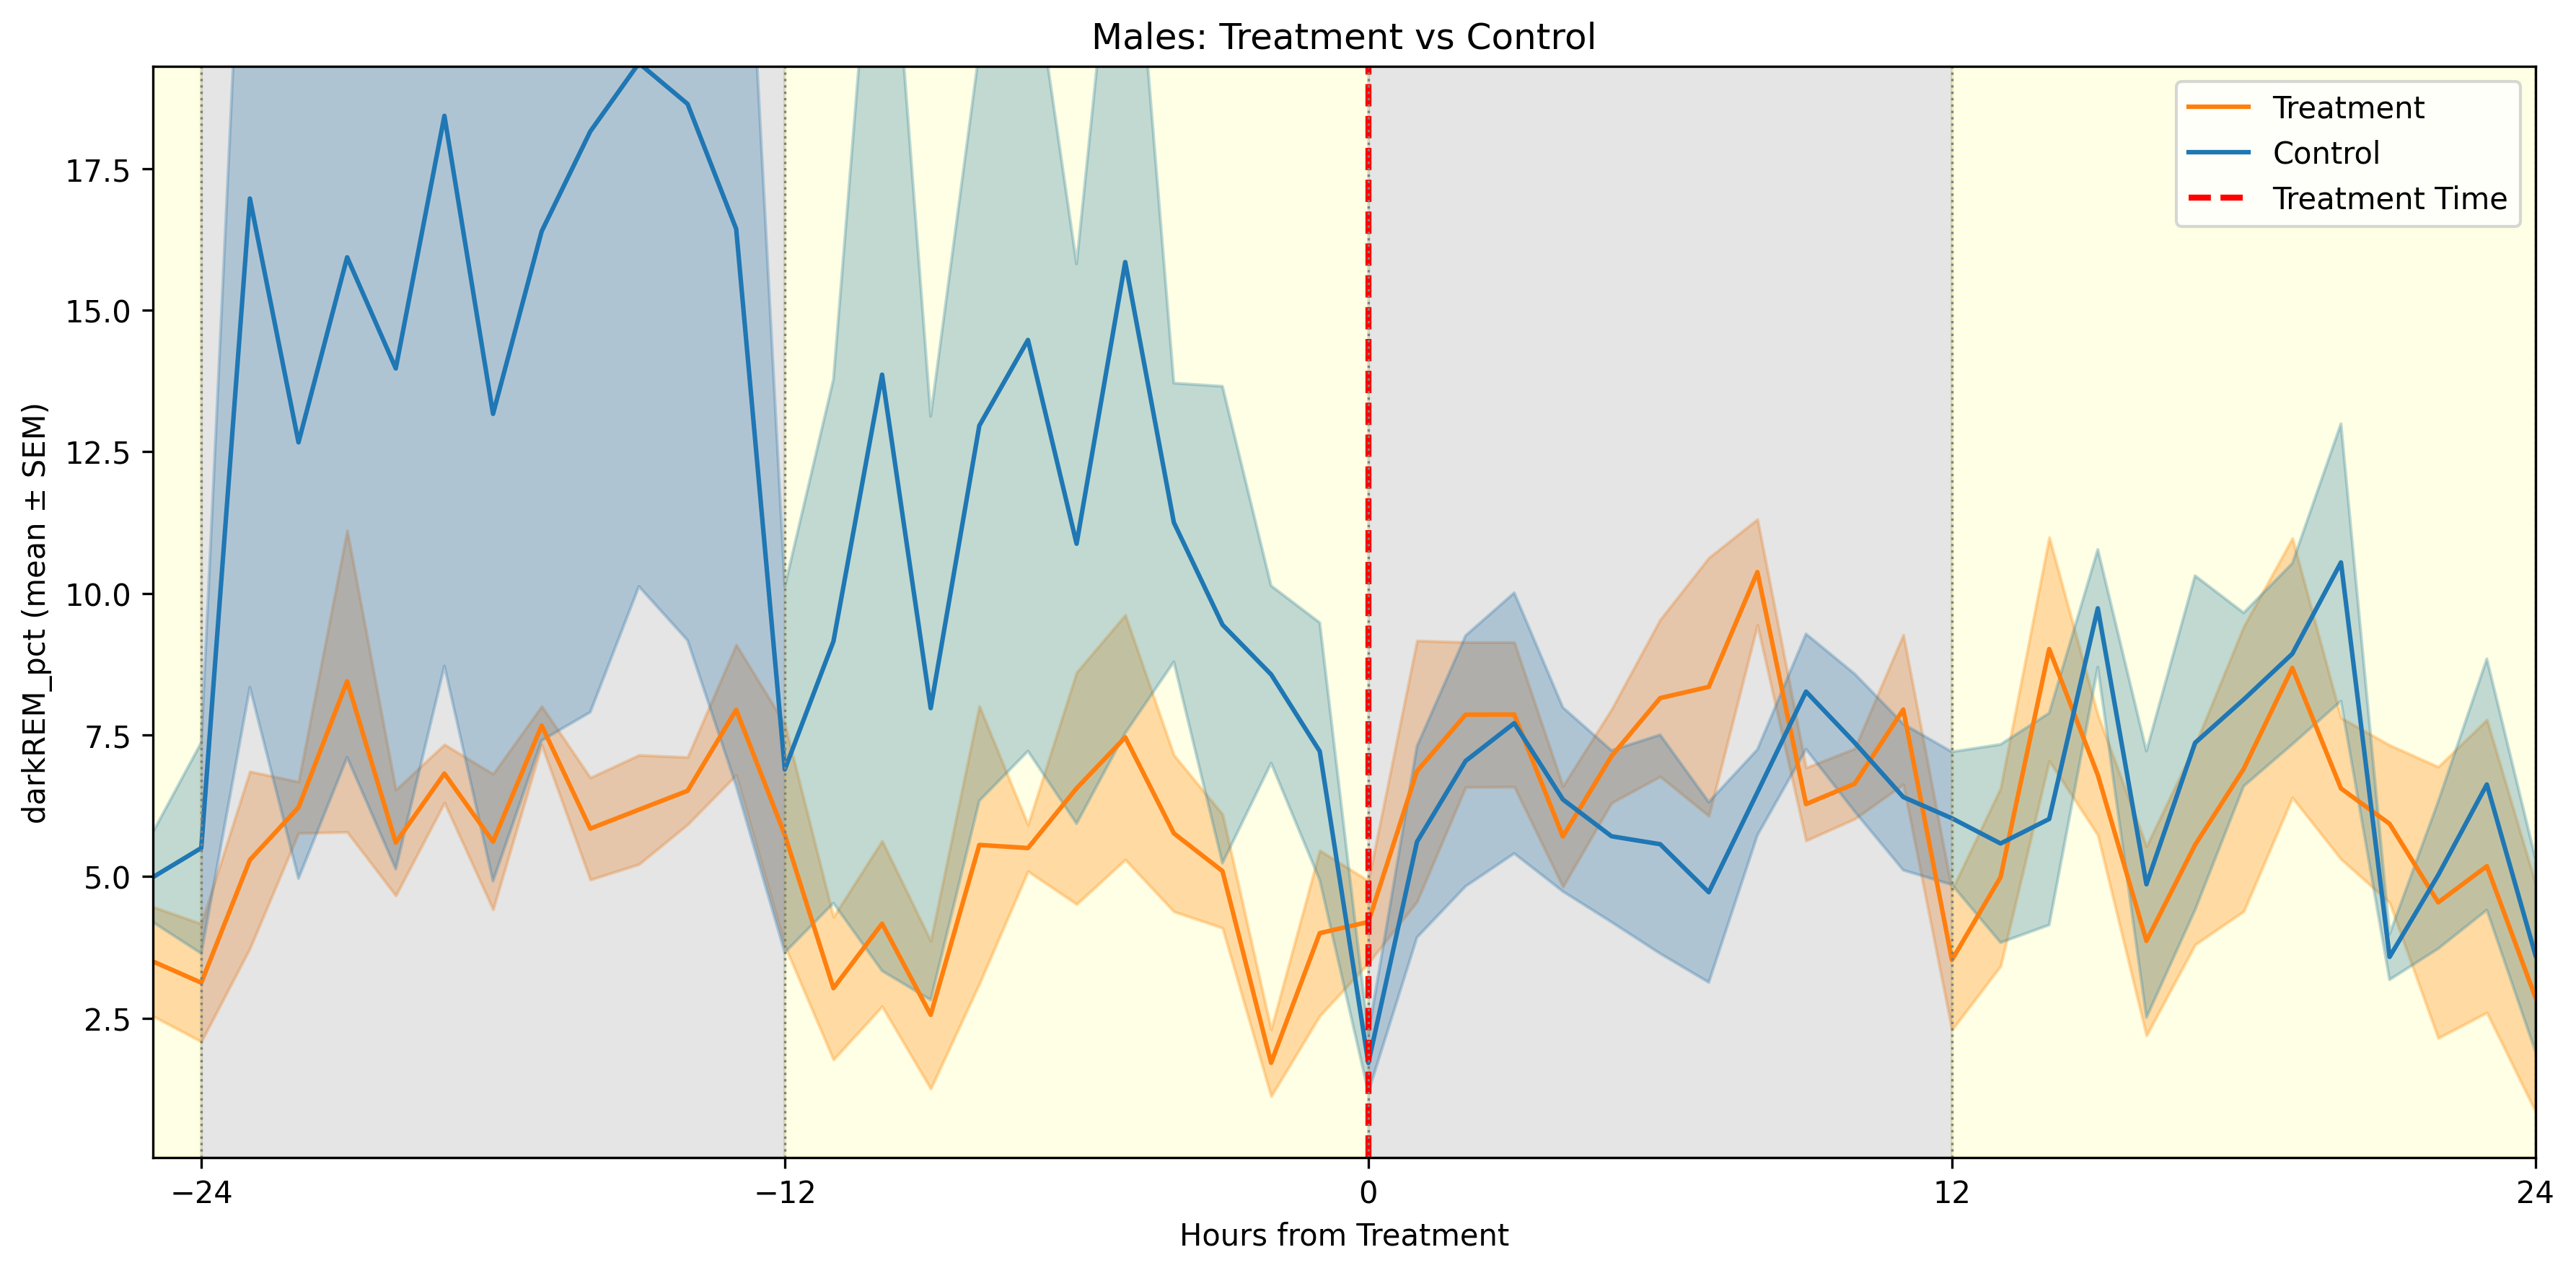 Males: Treatment vs Control
Treatment
Control
Treatment Time
darkREM_pct (mean ± SEM)
17.5
15.0
12.5
10.0
7.5
5.0
2.5
−24
−12
0
12
24
Hours from Treatment